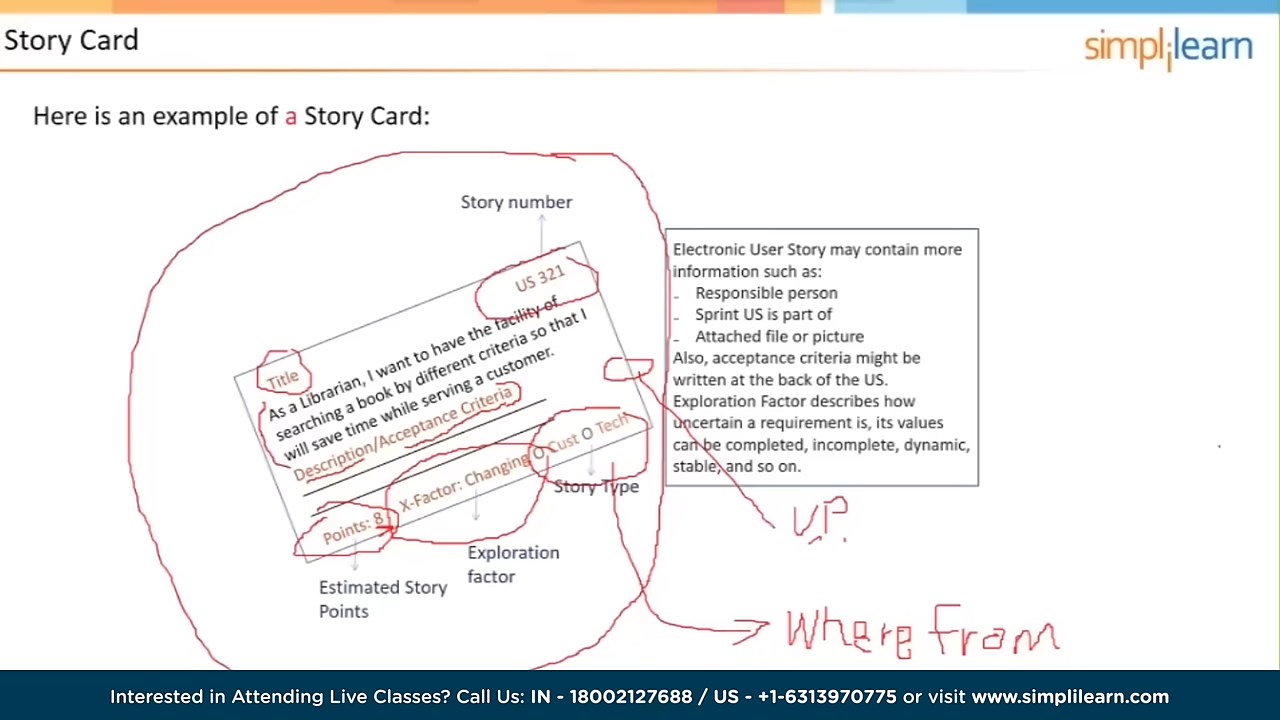 Story Card
simplilearn
Here is an example of a Story Card:
Story number
US 321
Title
As a Librarian, I want to have the facility of
searching a book by different criteria so that I
will save time while serving a customer.
Description/Acceptance Criteria
Points: 8
X-Factor: Changing O Cust O Tech
Story Type
Exploration
factor
Estimated Story
Points
Electronic User Story may contain more
information such as:
- Responsible person
- Sprint US is part of
- Attached file or picture
Also, acceptance criteria might be
written at the back of the US.
Exploration Factor describes how
uncertain a requirement is, its values
can be completed, incomplete, dynamic,
stable, and so on.
V.P.
Where from
Interested in Attending Live Classes? Call Us: IN - 18002127688 / US - +1-6313970775 or visit www.simplilearn.com